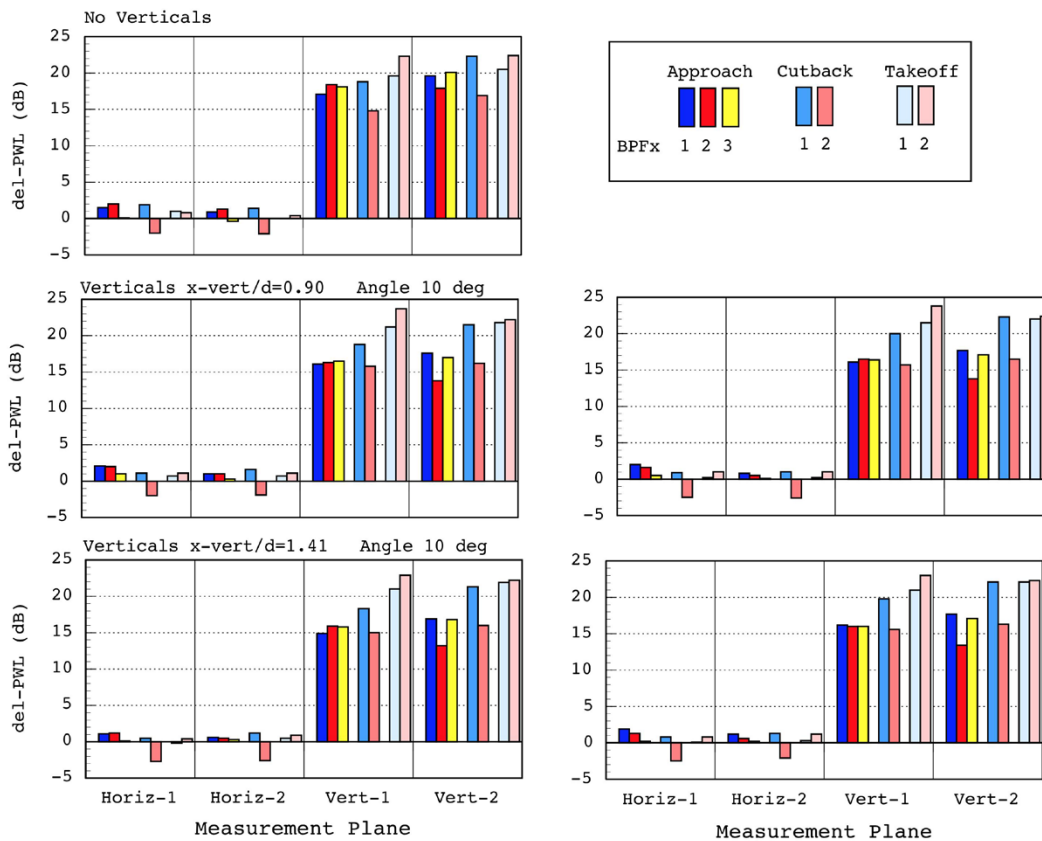 No Verticals
25
20
15
10
5
0
−5
del-PWL (dB)
Approach Cutback Takeoff
BPFx 1 2 3 1 2 1 2
Verticals x-vert/d=0.90 Angle 10 deg
25
20
15
10
5
0
−5
del-PWL (dB)
25
20
15
10
5
0
−5
Verticals x-vert/d=1.41 Angle 10 deg
25
20
15
10
5
0
−5
del-PWL (dB)
Horiz-1 Horiz-2 Vert-1 Vert-2
Measurement Plane
25
20
15
10
5
0
−5
Horiz-1 Horiz-2 Vert-1 Vert-2
Measurement Plane